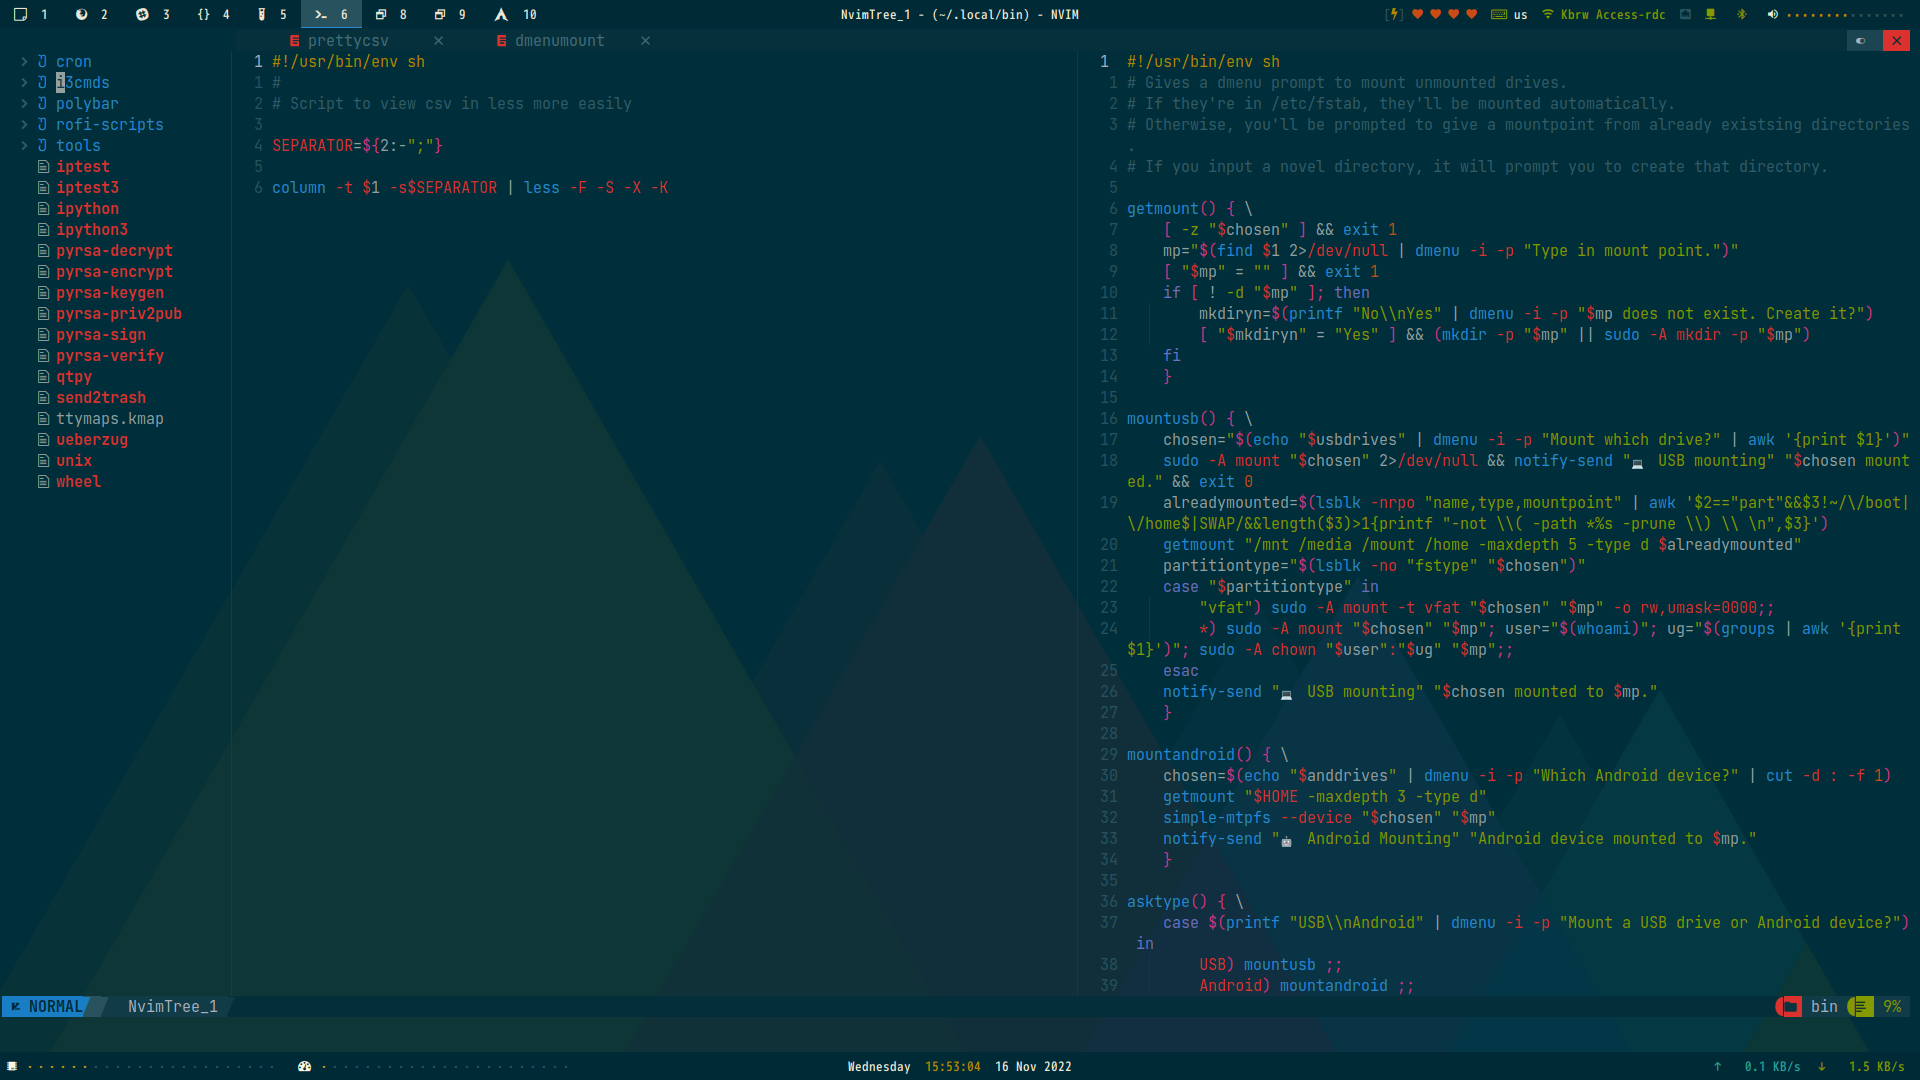 1 2 3 {} 4 5 >_ 6 8 9 10 NvimTree_1 - (~/.local/bin) - NVIM us Kbrw Access-rdc
prettycsv dmenumount
> cron
> i3cmds
> polybar
> rofi-scripts
> tools
iptest
iptest3
ipython
ipython3
pyrsa-decrypt
pyrsa-encrypt
pyrsa-keygen
pyrsa-priv2pub
pyrsa-sign
pyrsa-verify
qtpy
send2trash
ttymaps.kmap
ueberzug
unix
wheel
1 #!/usr/bin/env sh
1 #
2 # Script to view csv in less more easily
3
4 SEPARATOR=${2:-";"}
5
6 column -t $1 -s$SEPARATOR | less -F -S -X -K
1 #!/usr/bin/env sh
1 # Gives a dmenu prompt to mount unmounted drives.
2 # If they're in /etc/fstab, they'll be mounted automatically.
3 # Otherwise, you'll be prompted to give a mountpoint from already existsing directories
.
4 # If you input a novel directory, it will prompt you to create that directory.
5
6 getmount() { \
7 [ -z "$chosen" ] && exit 1
8 mp="$(find $1 2>/dev/null | dmenu -i -p "Type in mount point.")"
9 [ "$mp" = "" ] && exit 1
10 if [ ! -d "$mp" ]; then
11 mkdiryn=$(printf "No\\nYes" | dmenu -i -p "$mp does not exist. Create it?")
12 [ "$mkdiryn" = "Yes" ] && (mkdir -p "$mp" || sudo -A mkdir -p "$mp")
13 fi
14 }
15
16 mountusb() { \
17 chosen="$(echo "$usbdrives" | dmenu -i -p "Mount which drive?" | awk '{print $1}')"
18 sudo -A mount "$chosen" 2>/dev/null && notify-send "💻 USB mounting" "$chosen mount
ed." && exit 0
19 alreadymounted=$(lsblk -nrpo "name,type,mountpoint" | awk '$2=="part"&&$3!~/\/boot|
\/home$|SWAP/&&length($3)>1{printf "-not \\( -path *%s -prune \\) \\ \n",$3}')
20 getmount "/mnt /media /mount /home -maxdepth 5 -type d $alreadymounted"
21 partitiontype="$(lsblk -no "fstype" "$chosen")"
22 case "$partitiontype" in
23 "vfat") sudo -A mount -t vfat "$chosen" "$mp" -o rw,umask=0000;;
24 *) sudo -A mount "$chosen" "$mp"; user="$(whoami)"; ug="$(groups | awk '{print
$1}')"; sudo -A chown "$user":"$ug" "$mp";;
25 esac
26 notify-send "💻 USB mounting" "$chosen mounted to $mp."
27 }
28
29 mountandroid() { \
30 chosen=$(echo "$anddrives" | dmenu -i -p "Which Android device?" | cut -d : -f 1)
31 getmount "$HOME -maxdepth 3 -type d"
32 simple-mtpfs --device "$chosen" "$mp"
33 notify-send "🤖 Android Mounting" "Android device mounted to $mp."
34 }
35
36 asktype() { \
37 case $(printf "USB\\nAndroid" | dmenu -i -p "Mount a USB drive or Android device?")
in
38 USB) mountusb ;;
39 Android) mountandroid ;;
NORMAL NvimTree_1 bin 9%
Wednesday 15:53:04 16 Nov 2022 ↑ 0.1 KB/s ↓ 1.5 KB/s